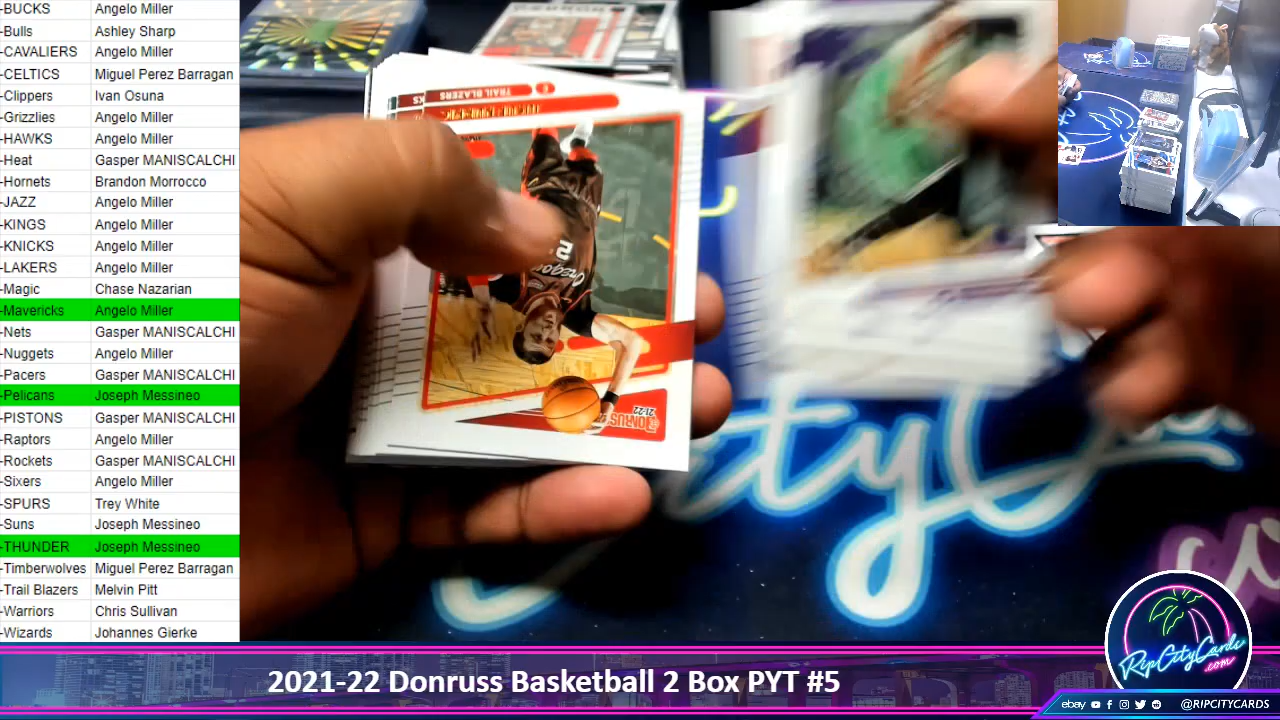 -BUCKS Angelo Miller
-Bulls Ashley Sharp
-CAVALIERS Angelo Miller
-CELTICS Miguel Perez Barragan
-Clippers Ivan Osuna
-Grizzlies Angelo Miller
-HAWKS Angelo Miller
-Heat Gasper MANISCALCHI
-Hornets Brandon Morrocco
-JAZZ Angelo Miller
-KINGS Angelo Miller
-KNICKS Angelo Miller
-LAKERS Angelo Miller
-Magic Chase Nazarian
-Mavericks Angelo Miller
-Nets Gasper MANISCALCHI
-Nuggets Angelo Miller
-Pacers Gasper MANISCALCHI
-Pelicans Joseph Messineo
-PISTONS Gasper MANISCALCHI
-Raptors Angelo Miller
-Rockets Gasper MANISCALCHI
-Sixers Angelo Miller
-SPURS Trey White
-Suns Joseph Messineo
-THUNDER Joseph Messineo
-Timberwolves Miguel Perez Barragan
-Trail Blazers Melvin Pitt
-Warriors Chris Sullivan
-Wizards Johannes Gierke
TRAIL BLAZERS
Oregon
2
DONRUSS
21-22
2021-22 Donruss Basketball 2 Box PYT #5
RipCityCards
.com
ebay @RIPCITYCARDS